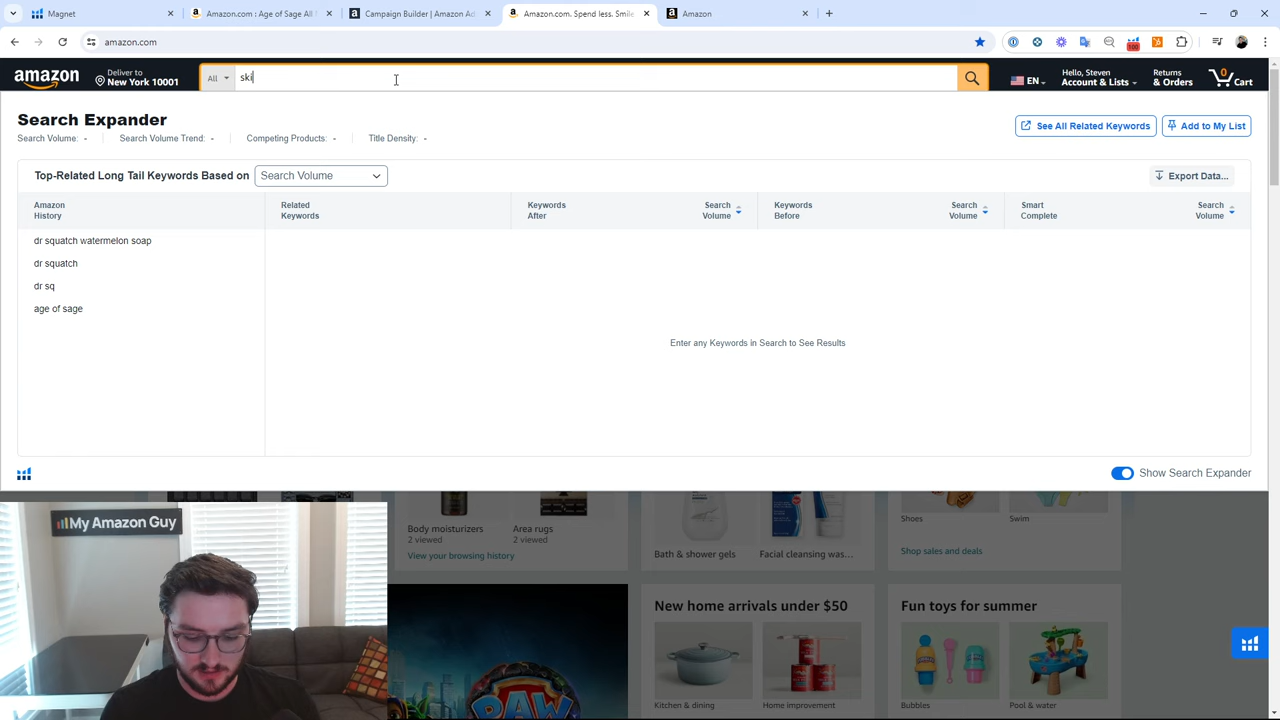 Magnet
Amazon.com : Age of Sage All N
Campaign Builder | Amazon Ad
Amazon.com. Spend less. Smile
Amazon
amazon.com
100
amazon
Deliver to
New York 10001
All
ski
EN
Hello, Steven
Account & Lists
Returns
& Orders
0
Cart
Search Expander
Search Volume: -
Search Volume Trend: -
Competing Products: -
Title Density: -
See All Related Keywords
Add to My List
Top-Related Long Tail Keywords Based on
Search Volume
Export Data...
Amazon
History
Related
Keywords
Keywords
After
Search
Volume
Keywords
Before
Search
Volume
Smart
Complete
Search
Volume
dr squatch watermelon soap
dr squatch
dr sq
age of sage
Enter any Keywords in Search to See Results
Show Search Expander
My Amazon Guy
Body moisturizers
2 viewed
Area rugs
2 viewed
View your browsing history
Bath & shower gels
Facial cleansing was...
Shoes
Swim
Shop sales and deals
PAW
New home arrivals under $50
Kitchen & dining
Home improvement
Fun toys for summer
Bubbles
Pool & water